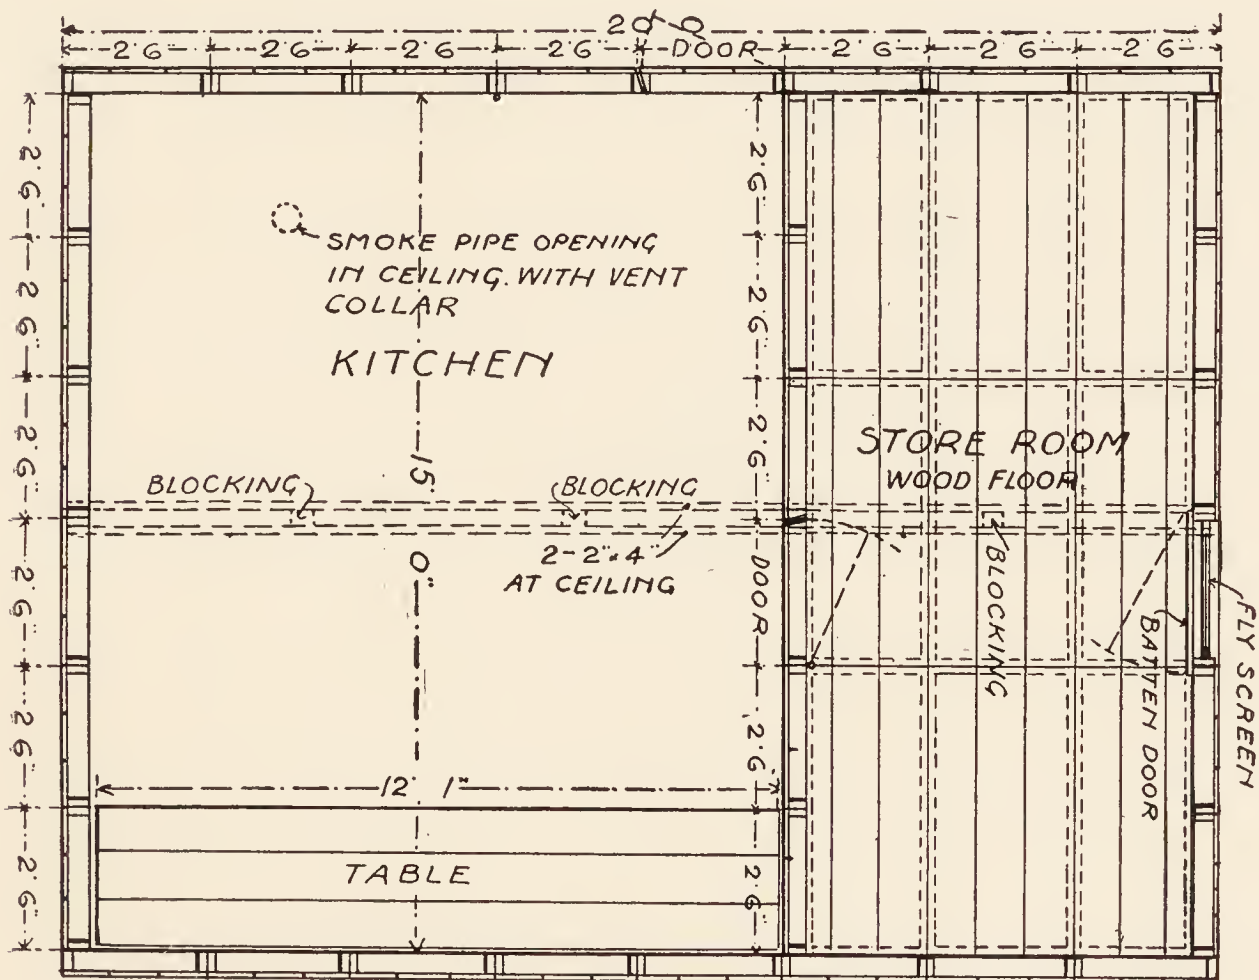 20'0"
2'6" 2'6" 2'6" 2'6" DOOR 2'6" 2'6" 2'6"
2'6"
2'6"
2'6"
2'6"
2'6"
2'6"
SMOKE PIPE OPENING
IN CEILING. WITH VENT
COLLAR
KITCHEN
15'0"
BLOCKING
BLOCKING
2-2"x4"
AT CEILING
2'6"
2'6"
2'6"
DOOR
2'6"
2'6"
12' 1"
TABLE
STORE ROOM
WOOD FLOOR
BLOCKING
BATTEN DOOR
FLY SCREEN